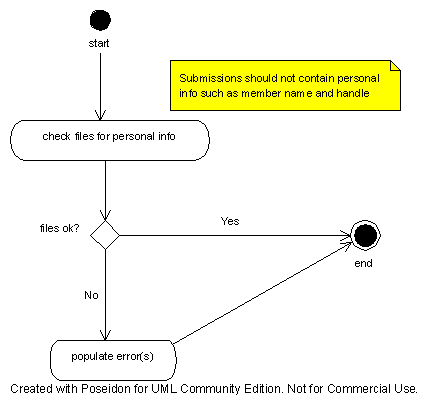 start
Submissions should not contain personal
info such as member name and handle
check files for personal info
files ok?
Yes
end
No
populate error(s)
Created with Poseidon for UML Community Edition. Not for Commercial Use.